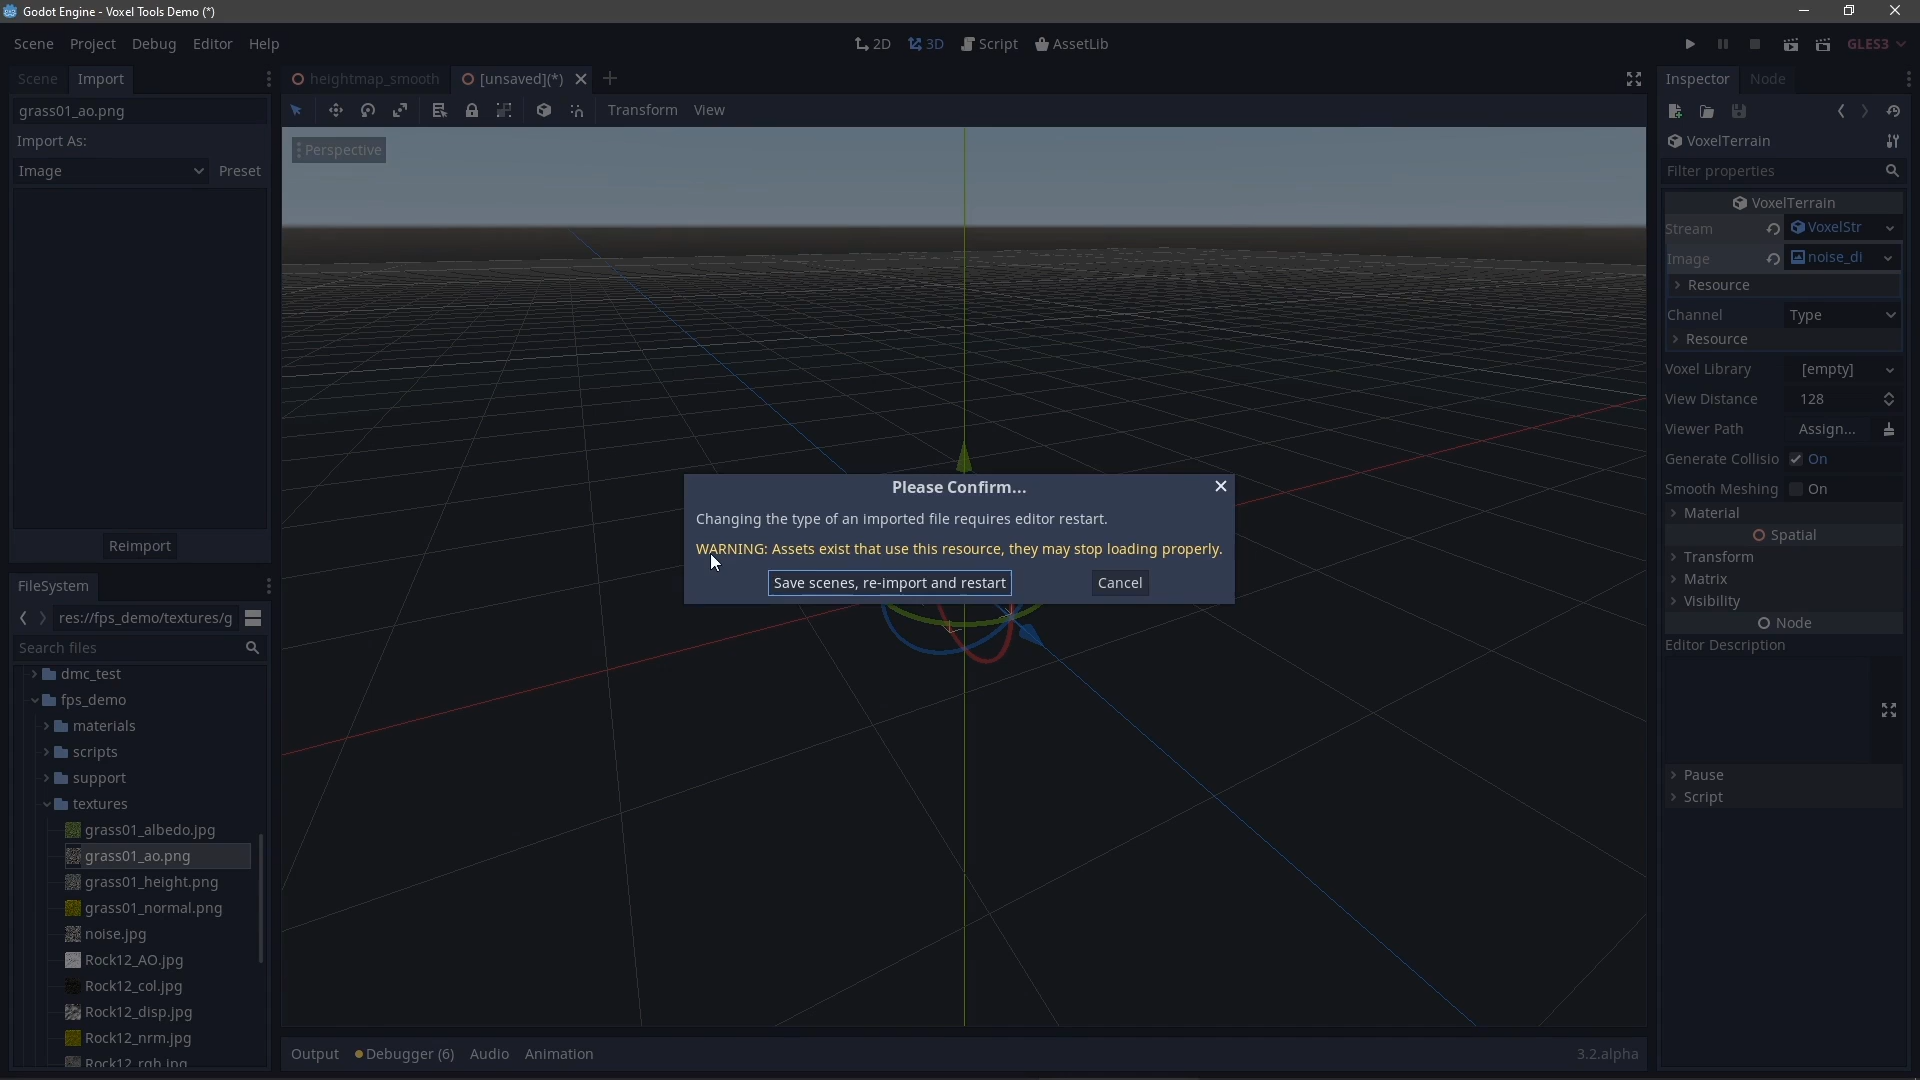 Godot Engine - Voxel Tools Demo (*)
Scene Project Debug Editor Help
2D 3D Script AssetLib
GLES3
Scene Import
grass01_ao.png
Import As:
Image Preset
Reimport
FileSystem
res://fps_demo/textures/g
Search files
dmc_test
fps_demo
materials
scripts
support
textures
grass01_albedo.jpg
grass01_ao.png
grass01_height.png
grass01_normal.png
noise.jpg
Rock12_AO.jpg
Rock12_col.jpg
Rock12_disp.jpg
Rock12_nrm.jpg
Rock12_rgh.jpg
heightmap_smooth [unsaved](*)
Transform View
Perspective
Please Confirm...
Changing the type of an imported file requires editor restart.
WARNING: Assets exist that use this resource, they may stop loading properly.
Save scenes, re-import and restart Cancel
Output Debugger (6) Audio Animation 3.2.alpha
Inspector Node
VoxelTerrain
Filter properties
VoxelTerrain
Stream VoxelStr
Image noise_di
Resource
Channel Type
Resource
Voxel Library [empty]
View Distance 128
Viewer Path Assign...
Generate Collisio On
Smooth Meshing On
Material
Spatial
Transform
Matrix
Visibility
Node
Editor Description
Pause
Script